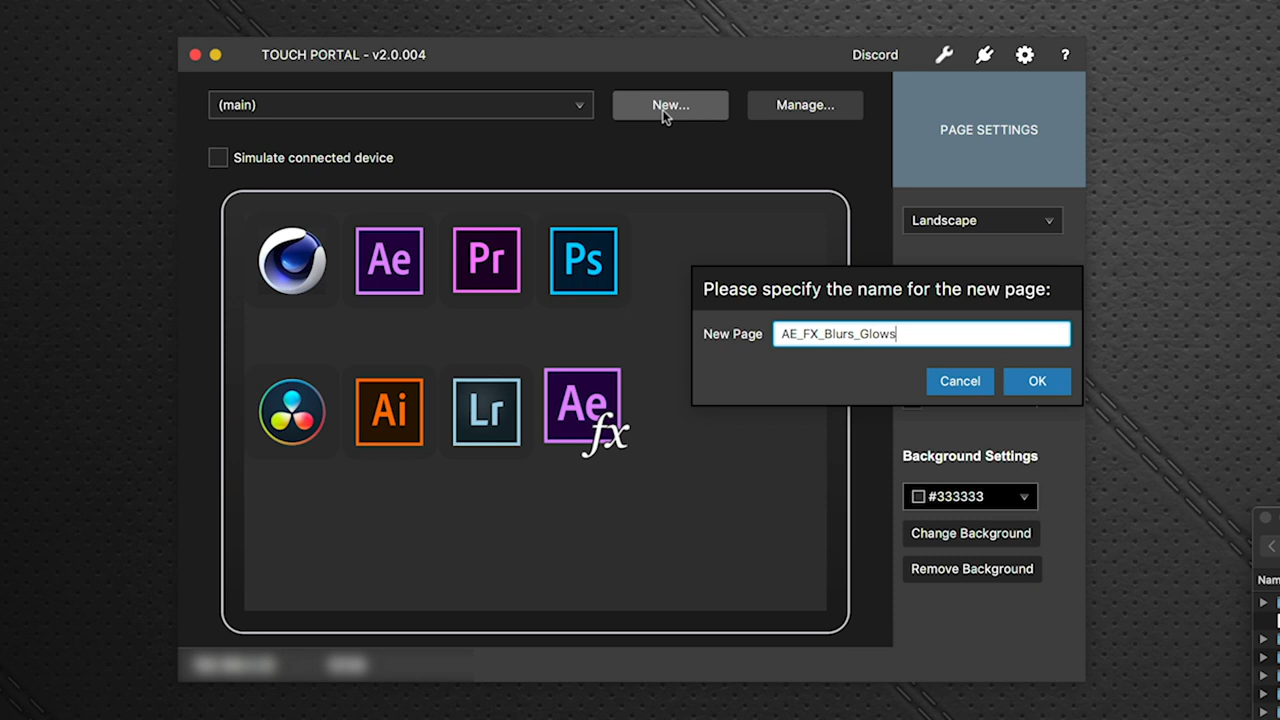 TOUCH PORTAL - v2.0.004
Discord
?
(main)
New...
Manage...
PAGE SETTINGS
Simulate connected device
Landscape
Ae
Pr
Ps
Please specify the name for the new page:
New Page
AE_FX_Blurs_Glows
Cancel
OK
Ai
Lr
Ae
fx
Background Settings
#333333
Change Background
Remove Background